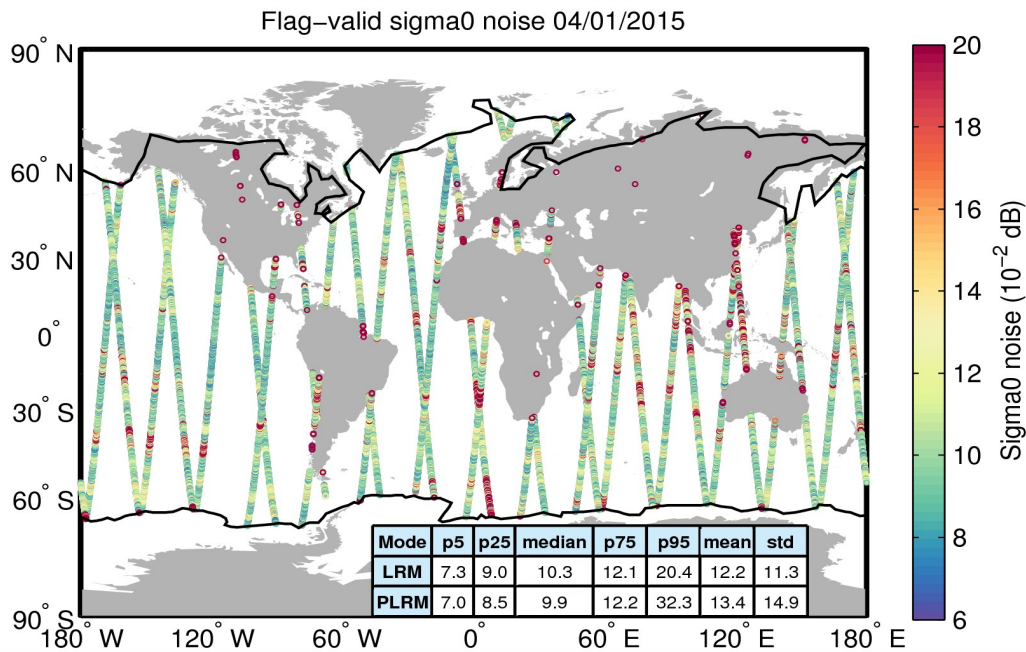 Flag−valid sigma0 noise 04/01/2015
90° N
60° N
30° N
0°
30° S
60° S
90° S
180° W
120° W
60° W
0°
60° E
120° E
180° E
Mode p5 p25 median p75 p95 mean std
LRM 7.3 9.0 10.3 12.1 20.4 12.2 11.3
PLRM 7.0 8.5 9.9 12.2 32.3 13.4 14.9
20
18
16
14
12
10
8
6
Sigma0 noise (10⁻² dB)